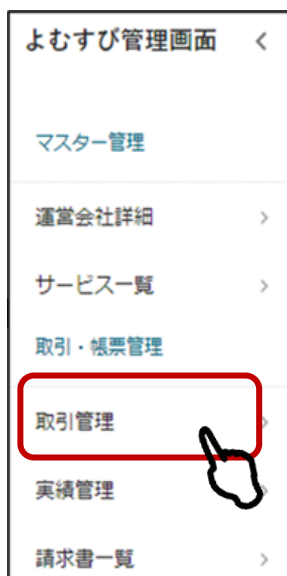 よむすび管理画面
マスター管理
運営会社詳細
サービス一覧
取引・帳票管理
取引管理
実績管理
請求書一覧